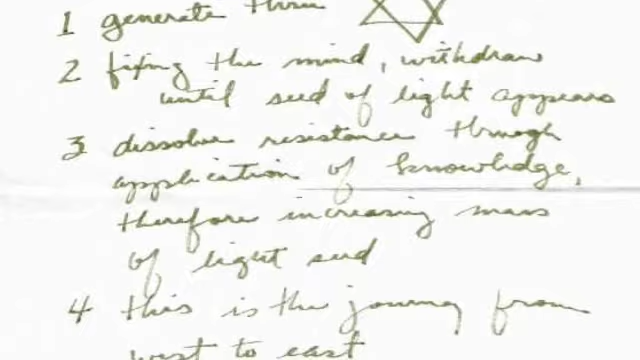 1 generate three
2 fixing the mind, withdraw
until seed of light appears
3 dissolve resistance through
application of knowledge,
therefore increasing mass
of light seed
4 this is the journey from
west to east